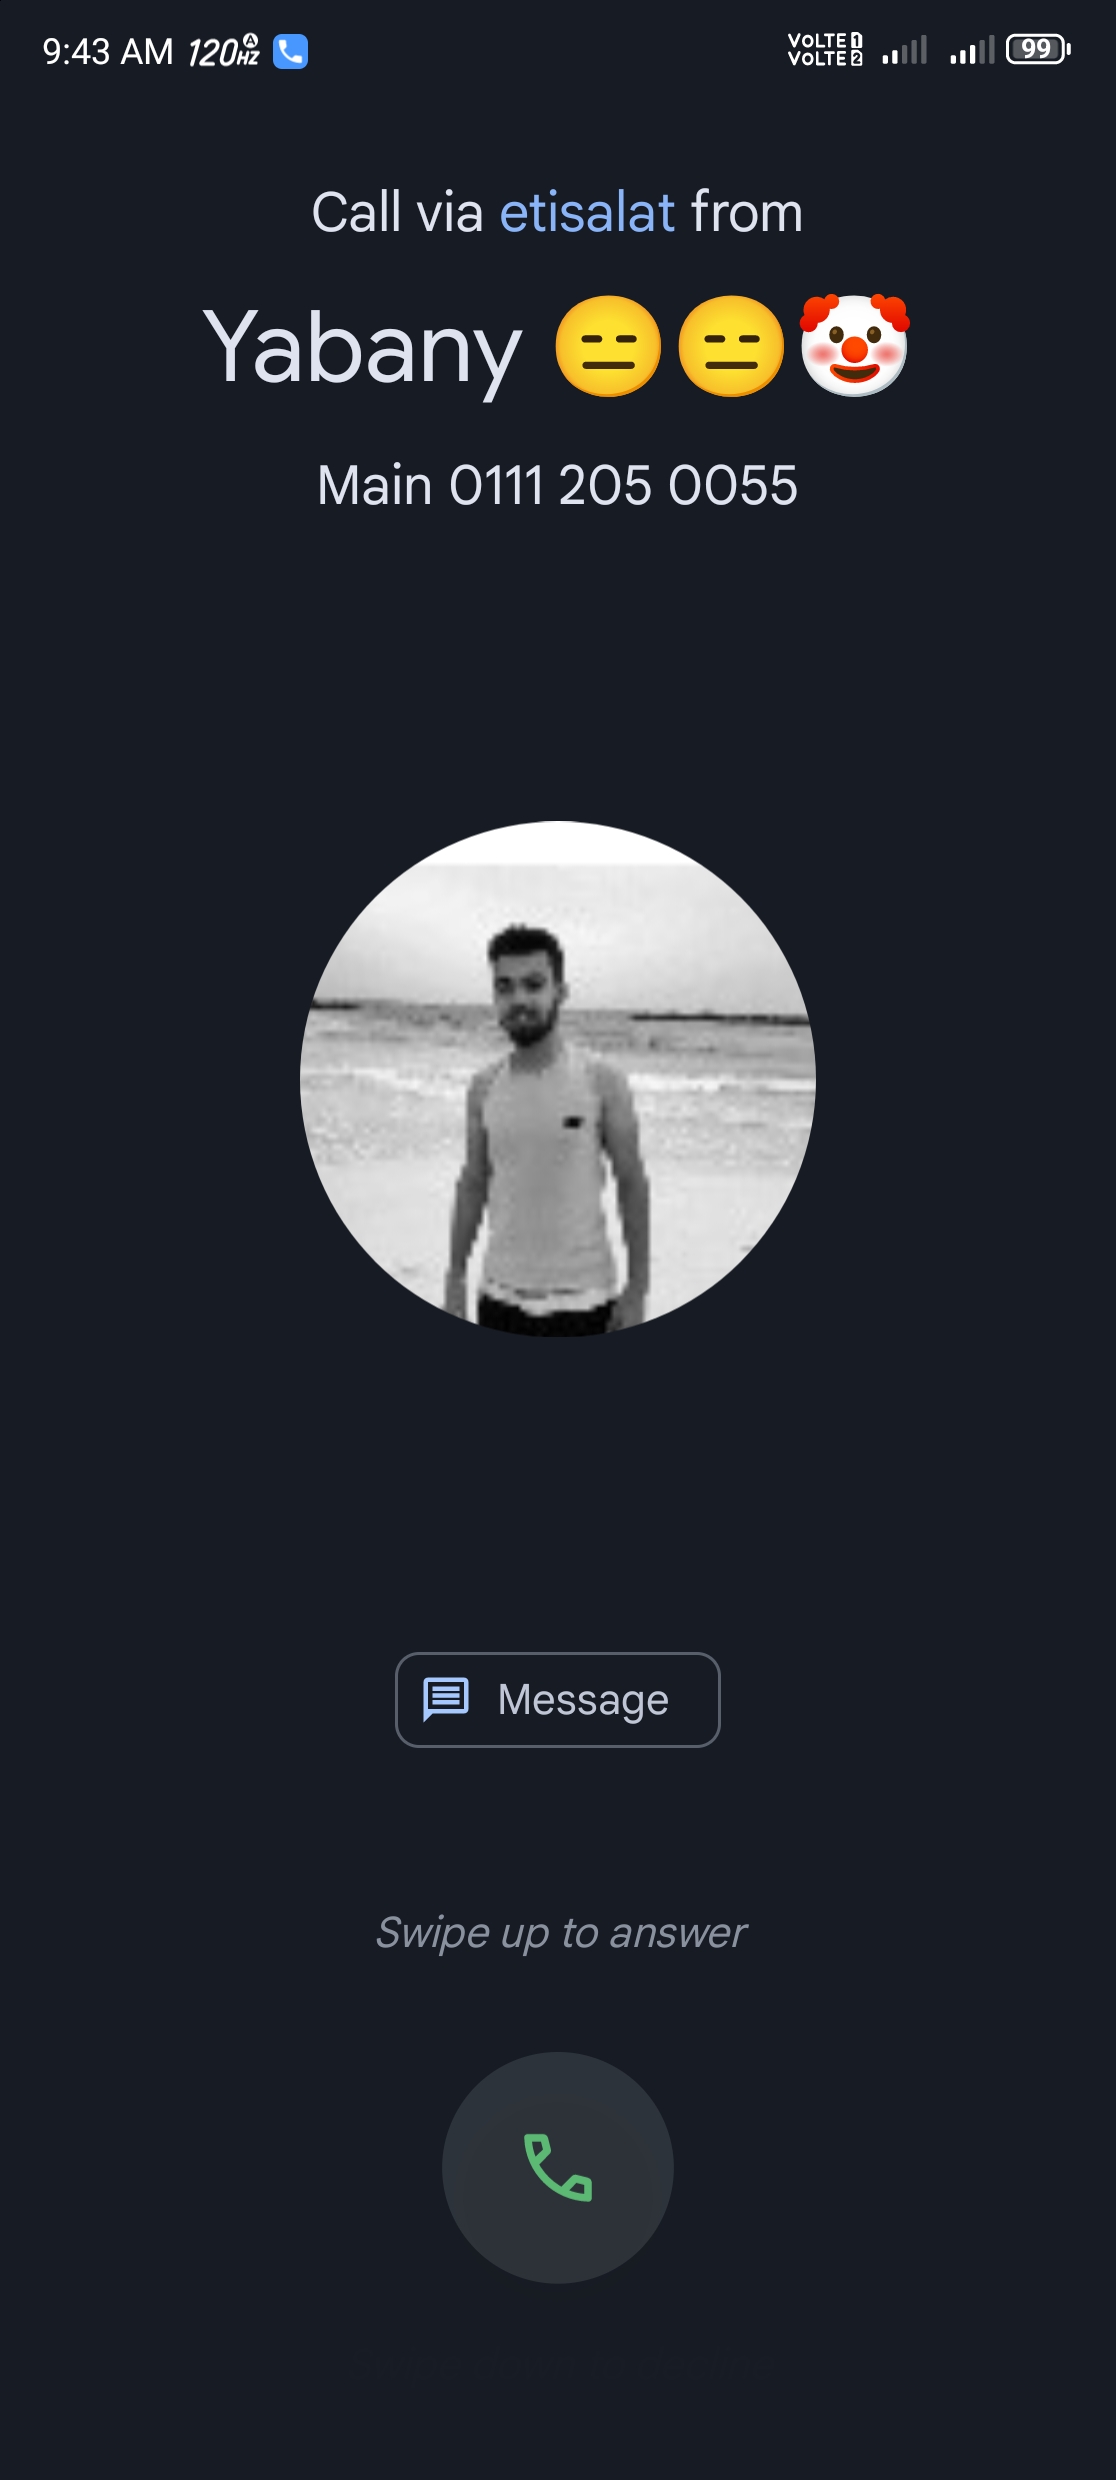 9:43 AM 120HZ A
VOLTE 1
VOLTE 2
99
Call via etisalat from
Yabany 😑😑🤡
Main 0111 205 0055
Message
Swipe up to answer